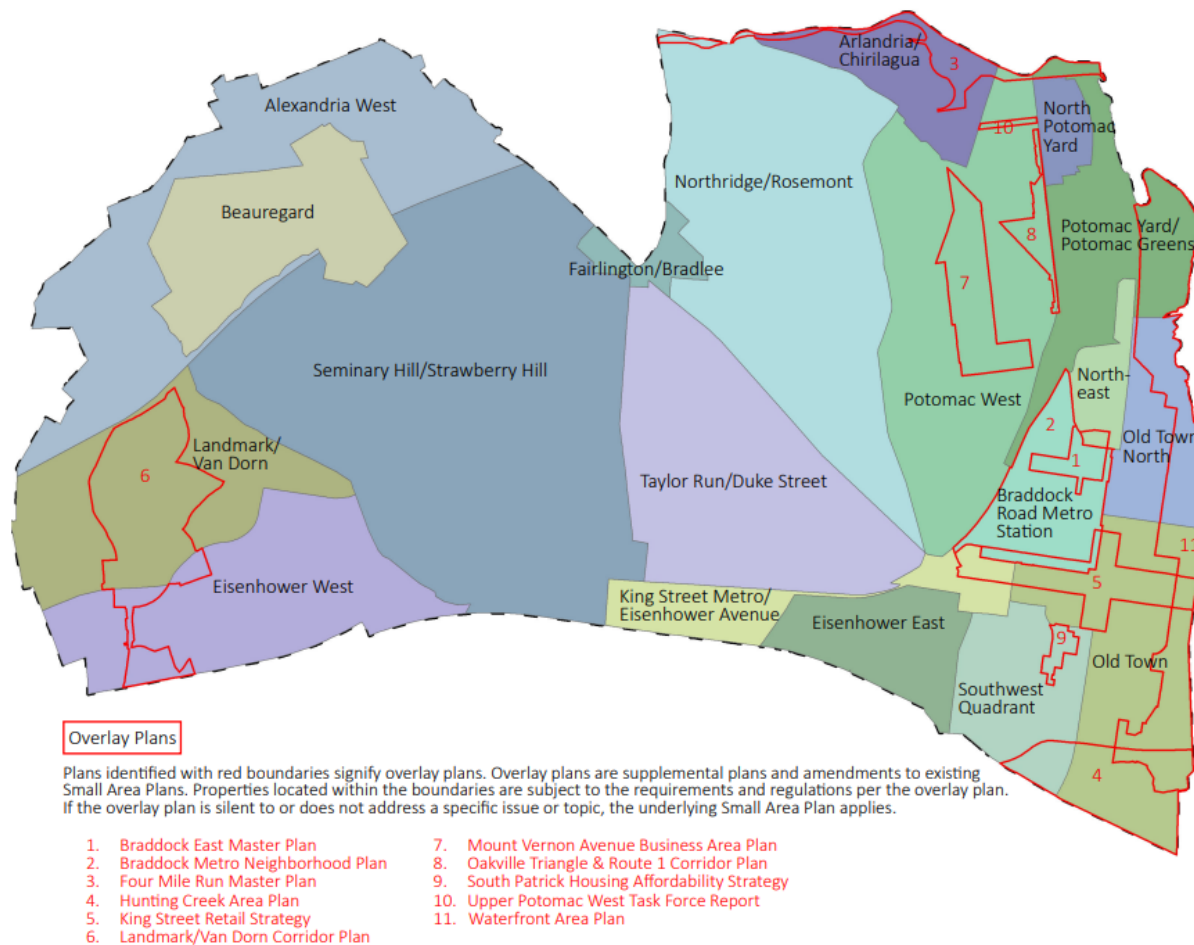 Arlandria/
Chirilagua
3
Alexandria West
10
North
Potomac
Yard
Northridge/Rosemont
Beauregard
Potomac Yard/
Potomac Greens
8
Fairlington/Bradlee
7
Seminary Hill/Strawberry Hill
North-
east
Potomac West
2
Old Town
North
Landmark/
Van Dorn
1
6
Taylor Run/Duke Street
Braddock
Road Metro
Station
11
Eisenhower West
5
King Street Metro/
Eisenhower Avenue
Eisenhower East
9
Old Town
Southwest
Quadrant
4
Overlay Plans
Plans identified with red boundaries signify overlay plans. Overlay plans are supplemental plans and amendments to existing
Small Area Plans. Properties located within the boundaries are subject to the requirements and regulations per the overlay plan.
If the overlay plan is silent to or does not address a specific issue or topic, the underlying Small Area Plan applies.
1. Braddock East Master Plan
2. Braddock Metro Neighborhood Plan
3. Four Mile Run Master Plan
4. Hunting Creek Area Plan
5. King Street Retail Strategy
6. Landmark/Van Dorn Corridor Plan
7. Mount Vernon Avenue Business Area Plan
8. Oakville Triangle & Route 1 Corridor Plan
9. South Patrick Housing Affordability Strategy
10. Upper Potomac West Task Force Report
11. Waterfront Area Plan